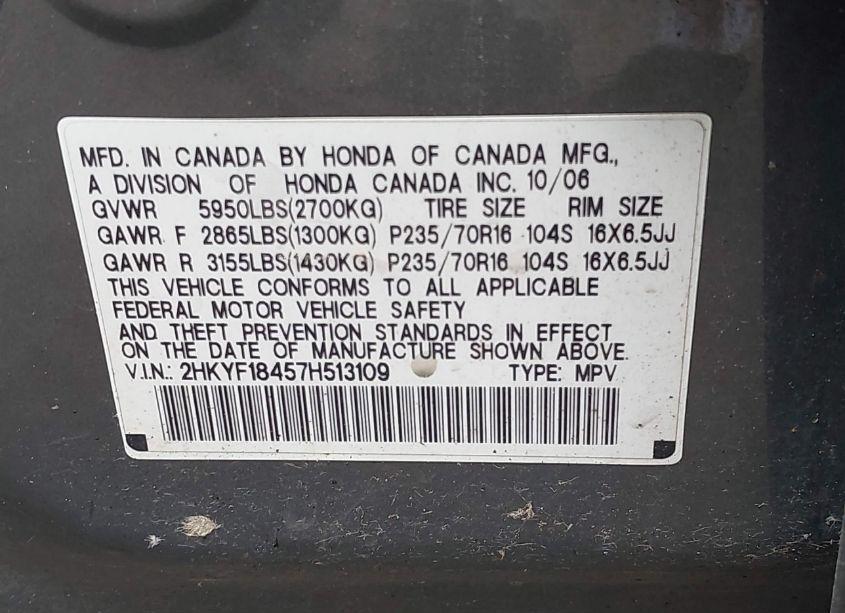 MFD. IN CANADA BY HONDA OF CANADA MFG.,
A DIVISION OF HONDA CANADA INC. 10/06
GVWR 5950LBS(2700KG) TIRE SIZE RIM SIZE
GAWR F 2865LBS(1300KG) P235/70R16 104S 16X6.5JJ
GAWR R 3155LBS(1430KG) P235/70R16 104S 16X6.5JJ
THIS VEHICLE CONFORMS TO ALL APPLICABLE
FEDERAL MOTOR VEHICLE SAFETY
AND THEFT PREVENTION STANDARDS IN EFFECT
ON THE DATE OF MANUFACTURE SHOWN ABOVE.
V.I.N.: 2HKYF18457H513109 TYPE: MPV